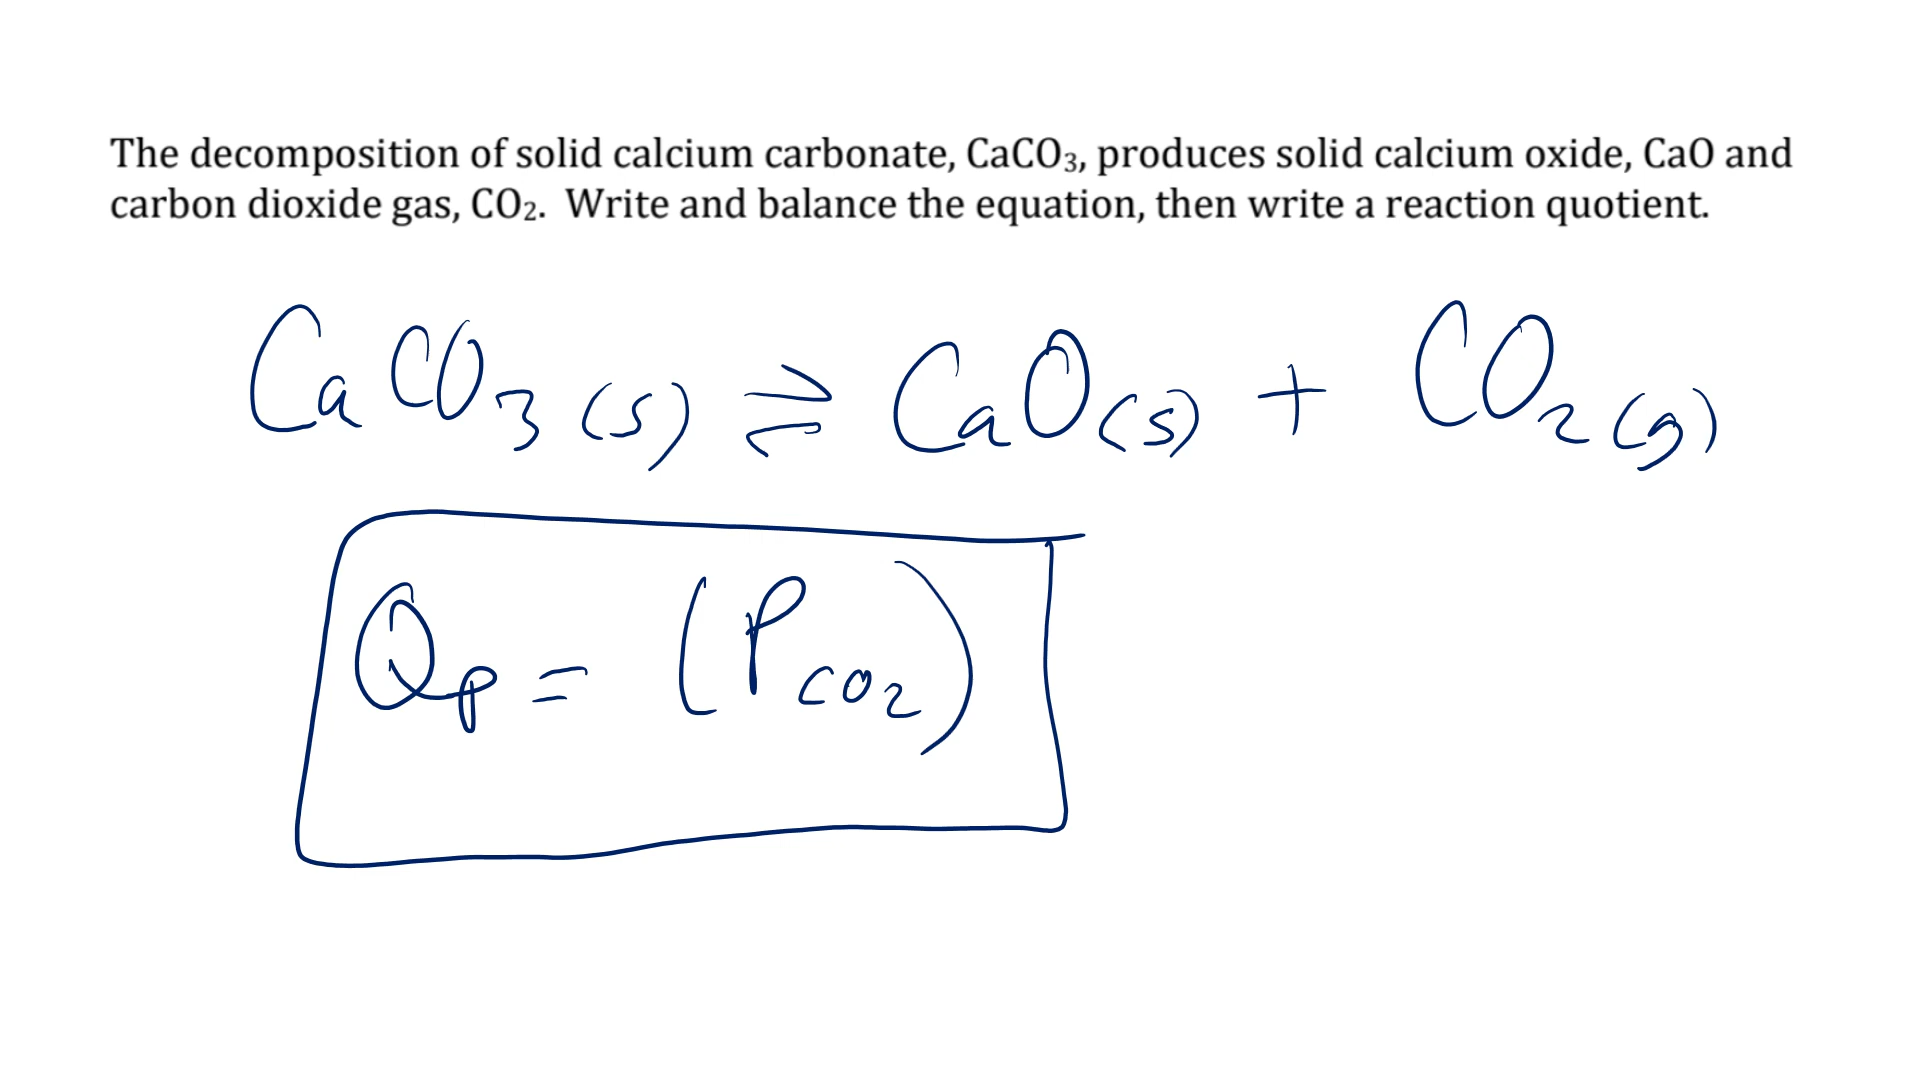 The decomposition of solid calcium carbonate, CaCO₃, produces solid calcium oxide, CaO and
carbon dioxide gas, CO₂.  Write and balance the equation, then write a reaction quotient.
CaCO₃ (s) ⇌ CaO (s) + CO₂ (g)
Qₚ = (P_CO₂)